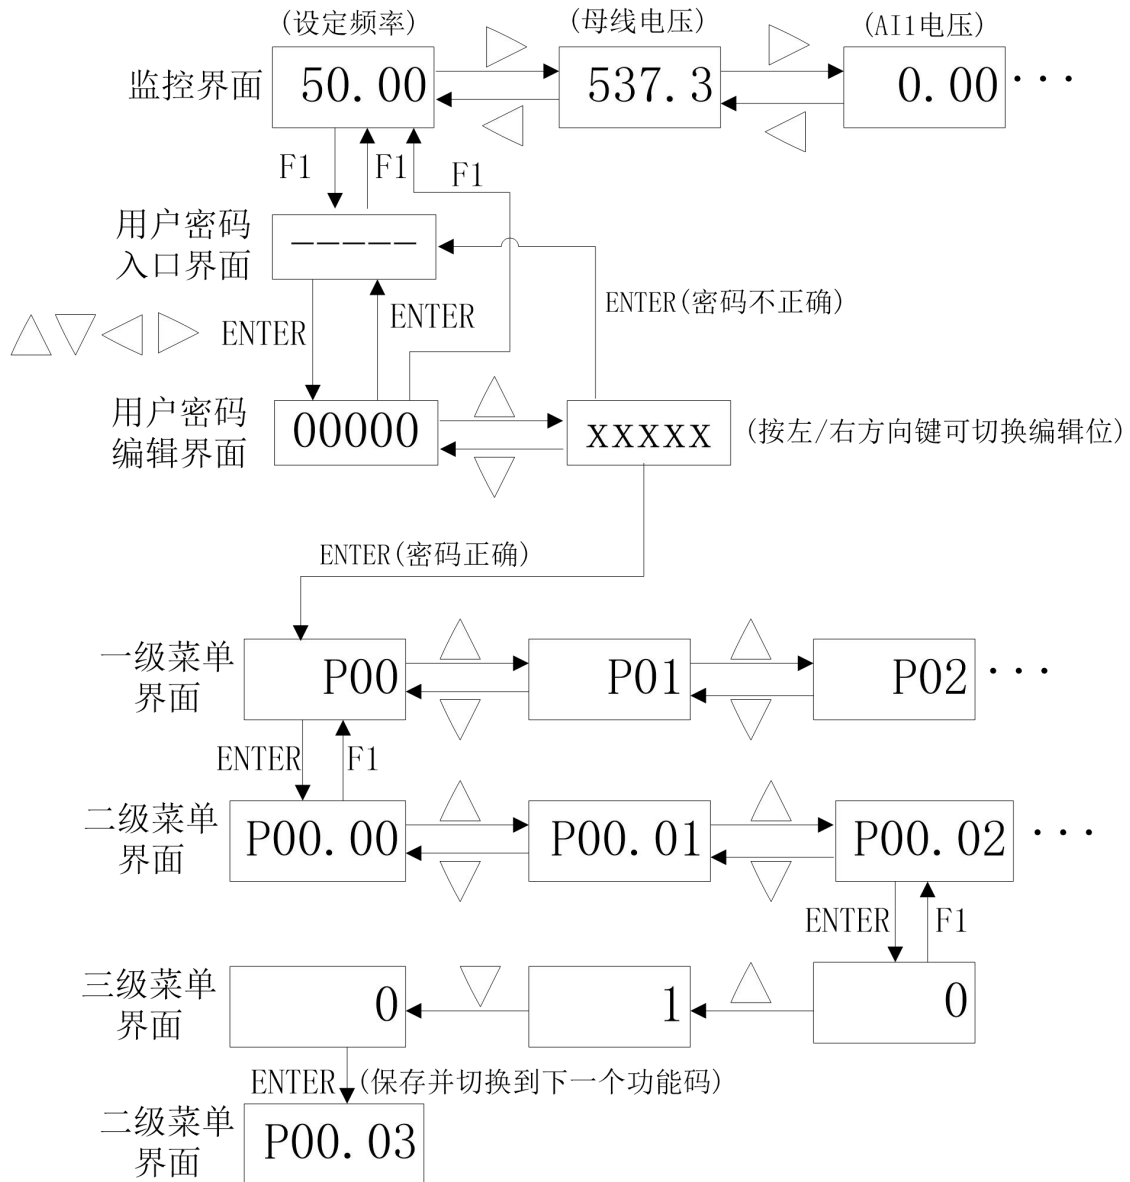 (设定频率)
(母线电压)
(AI1电压)
监控界面
50.00
537.3
0.00 ···
F1
F1
F1
用户密码
入口界面
-----
ENTER(密码不正确)
ENTER
ENTER
用户密码
编辑界面
00000
xxxxx
(按左/右方向键可切换编辑位)
ENTER(密码正确)
一级菜单
界面
P00
P01
P02 ···
ENTER
F1
二级菜单
界面
P00.00
P00.01
P00.02 ···
ENTER
F1
三级菜单
界面
0
1
0
ENTER (保存并切换到下一个功能码)
二级菜单
界面
P00.03